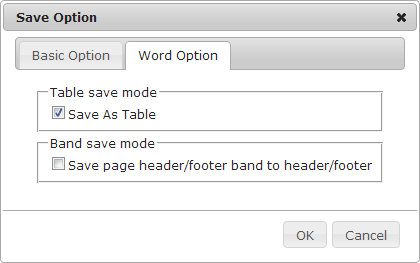 Save Option
Basic Option
Word Option
Table save mode
Save As Table
Band save mode
Save page header/footer band to header/footer
OK
Cancel